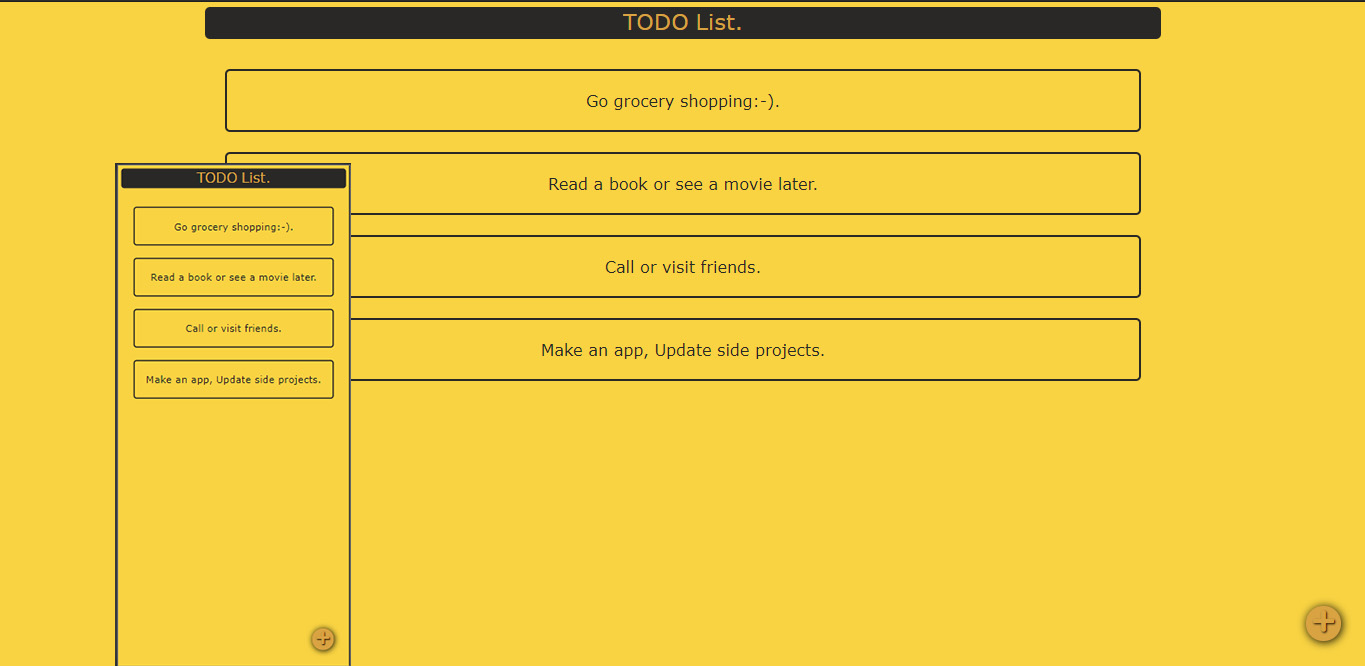 TODO List.
Go grocery shopping:-).
Read a book or see a movie later.
Call or visit friends.
Make an app, Update side projects.
TODO List.
Go grocery shopping:-).
Read a book or see a movie later.
Call or visit friends.
Make an app, Update side projects.